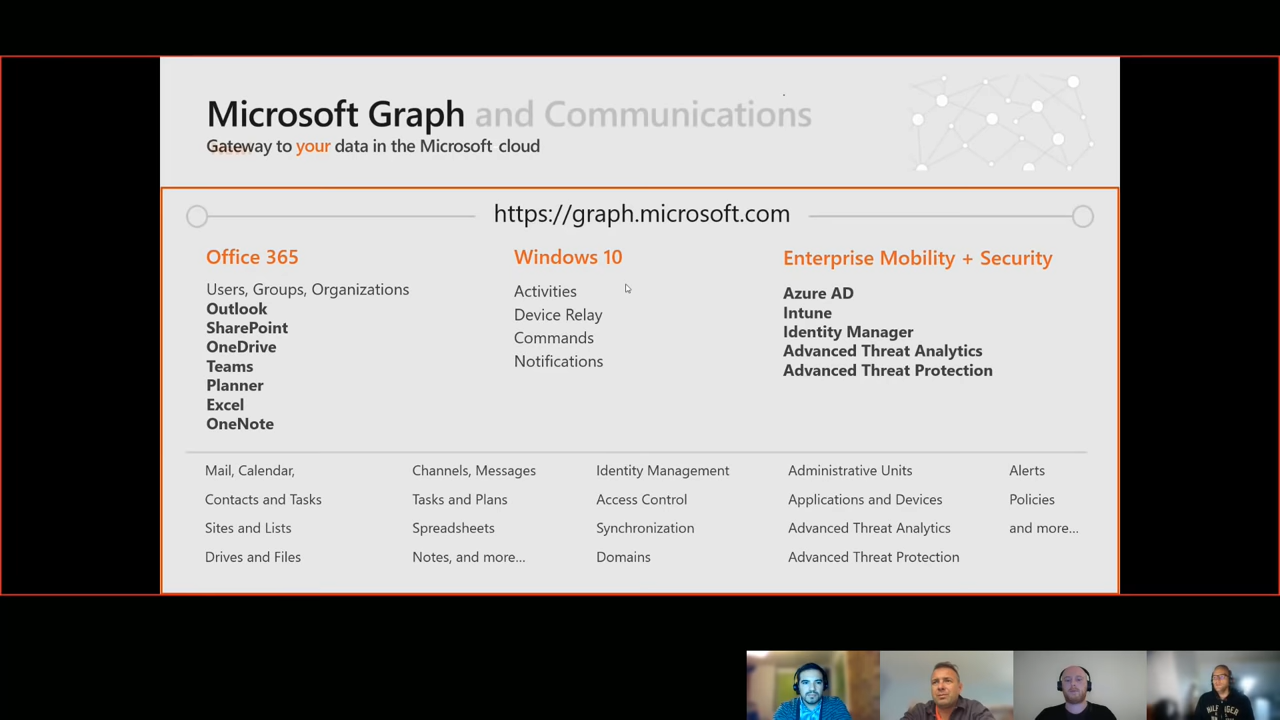 Microsoft Graph and Communications
Gateway to your data in the Microsoft cloud
https://graph.microsoft.com
Office 365
Users, Groups, Organizations
Outlook
SharePoint
OneDrive
Teams
Planner
Excel
OneNote
Windows 10
Activities
Device Relay
Commands
Notifications
Enterprise Mobility + Security
Azure AD
Intune
Identity Manager
Advanced Threat Analytics
Advanced Threat Protection
Mail, Calendar,
Contacts and Tasks
Sites and Lists
Drives and Files
Channels, Messages
Tasks and Plans
Spreadsheets
Notes, and more...
Identity Management
Access Control
Synchronization
Domains
Administrative Units
Applications and Devices
Advanced Threat Analytics
Advanced Threat Protection
Alerts
Policies
and more...